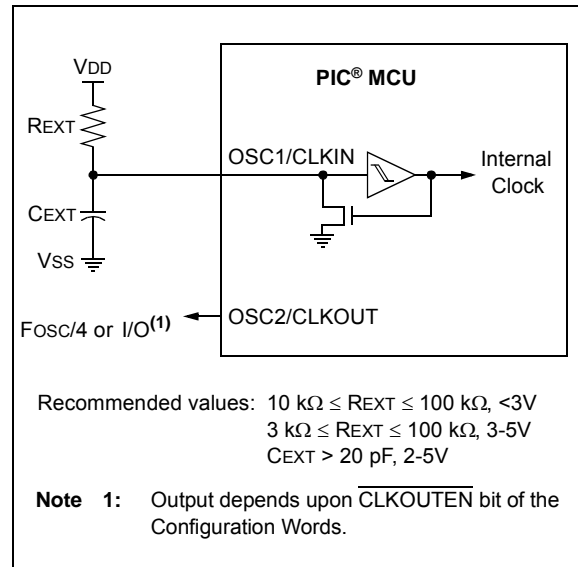 VDD
PIC® MCU
REXT
OSC1/CLKIN
Internal
Clock
CEXT
VSS
OSC2/CLKOUT
FOSC/4 or I/O(1)
Recommended values: 10 kΩ ≤ REXT ≤ 100 kΩ, <3V
3 kΩ ≤ REXT ≤ 100 kΩ, 3-5V
CEXT > 20 pF, 2-5V
Note 1: Output depends upon CLKOUTEN bit of the
Configuration Words.